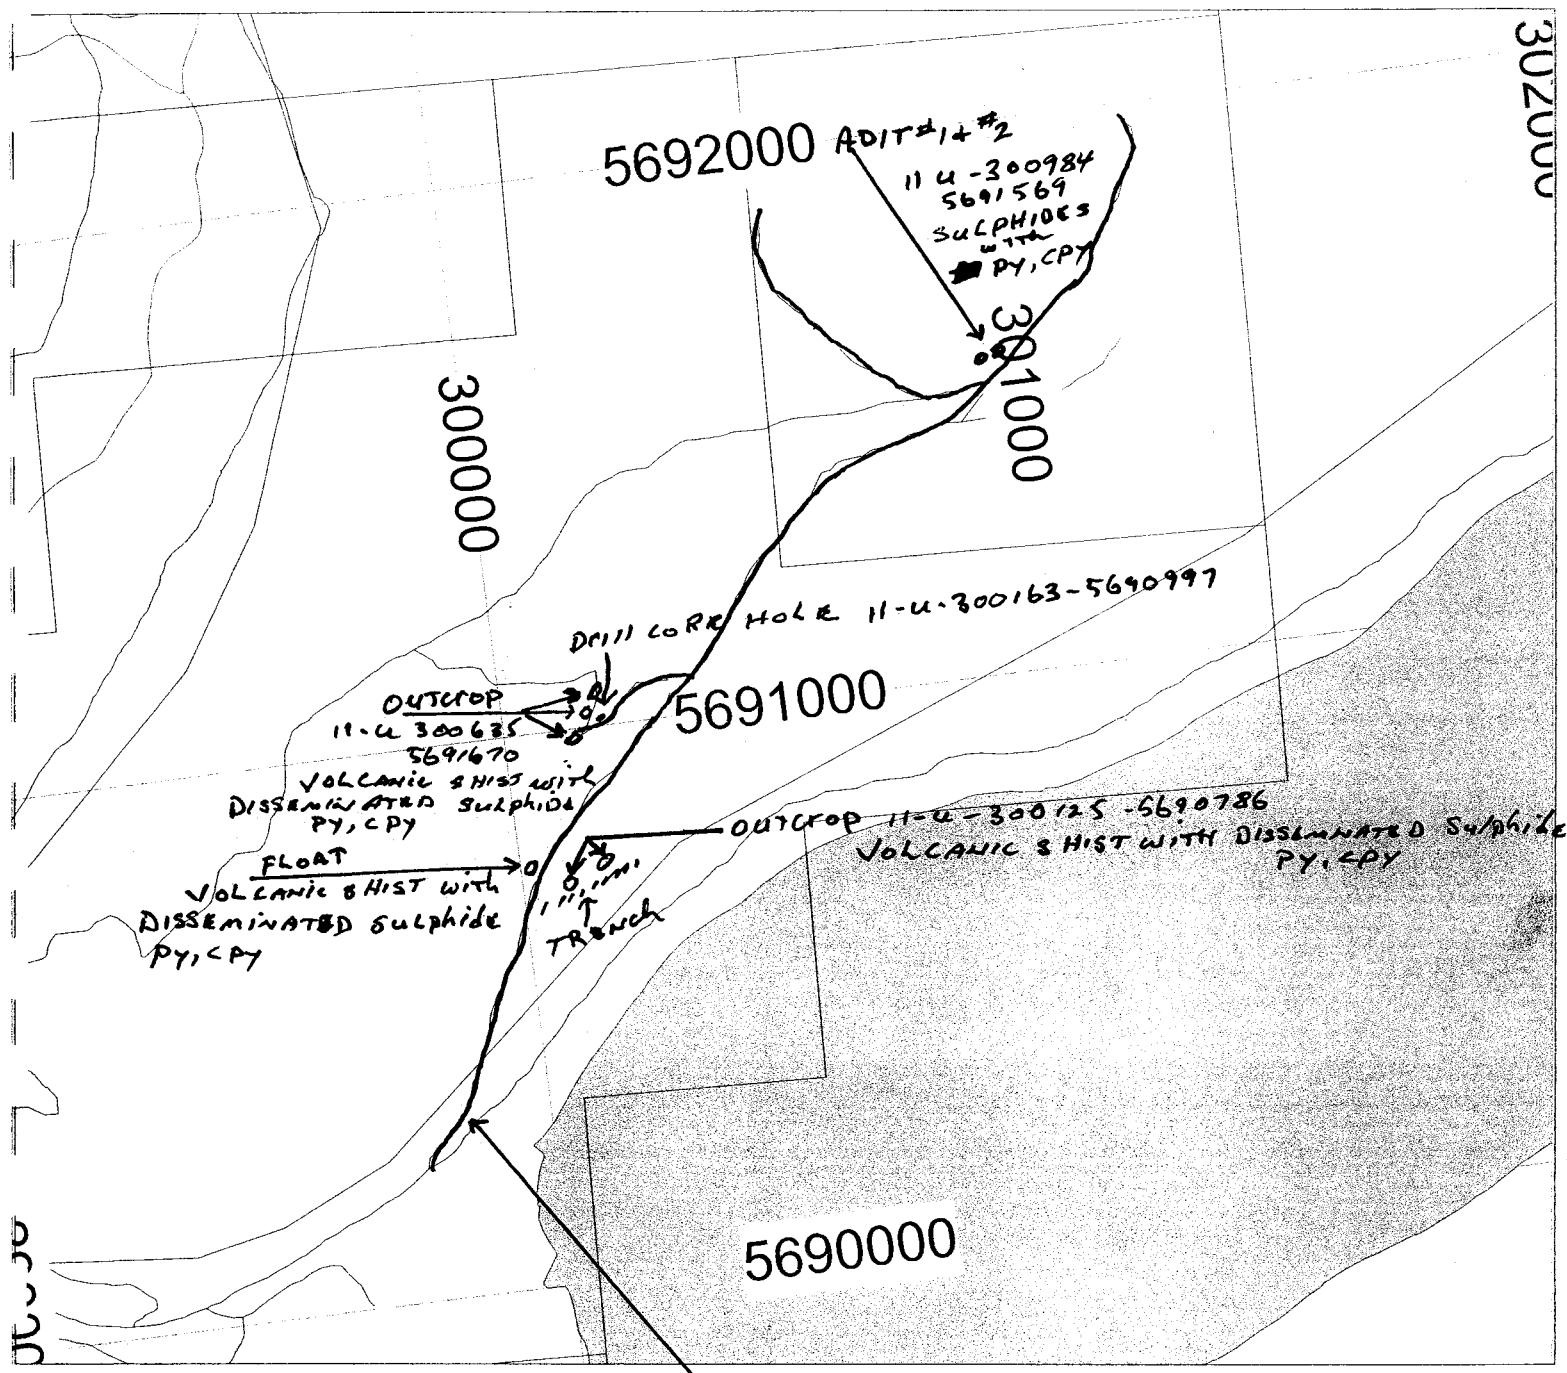 302000
5692000
ADIT #1+#2
11 U - 300984
5691569
SULPHIDES
WITH
PY, CPY
301000
300000
Drill CORE HOLE 11-U-300163-5690997
5691000
OUTCROP
11-U 300635
5691670
VOLCANIC SHIST with
DISSEMINATED SULPHIDE
PY, CPY
OUTCROP 11-U-300125-5690786
VOLCANIC SHIST WITH DISSEMINATED Sulphide
PY, CPY
FLOAT
VOLCANIC SHIST with
DISSEMINATED Sulphide
PY, CPY
TRENCH
5690000